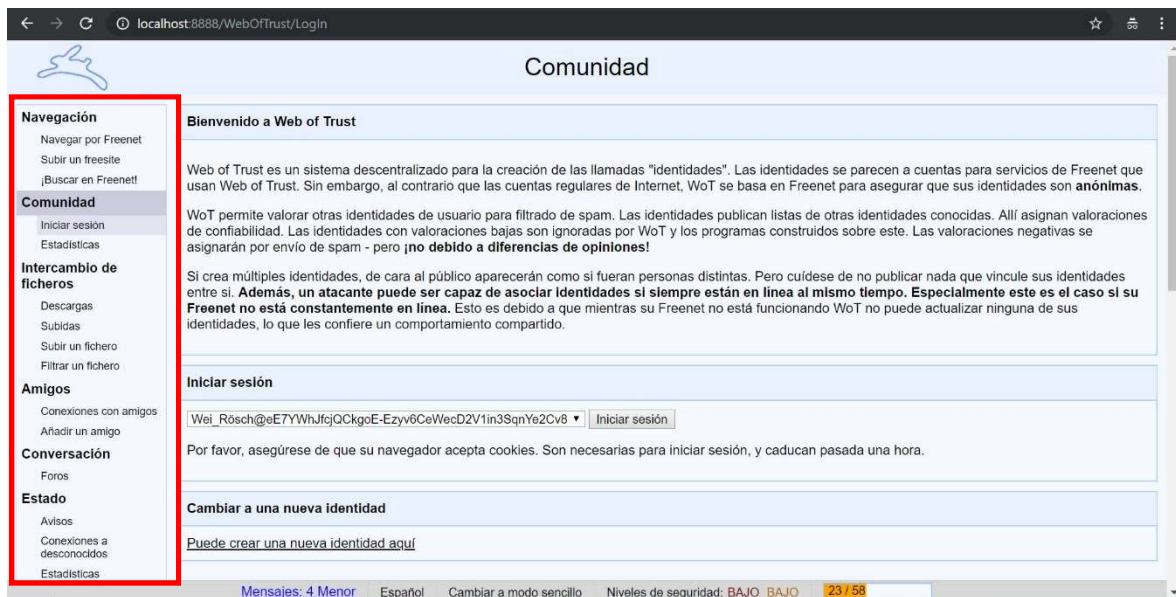 localhost:8888/WebOfTrust/LogIn
Comunidad
Navegación
Navegar por Freenet
Subir un freesite
¡Buscar en Freenet!
Comunidad
Iniciar sesión
Estadísticas
Intercambio de
ficheros
Descargas
Subidas
Subir un fichero
Filtrar un fichero
Amigos
Conexiones con amigos
Añadir un amigo
Conversación
Foros
Estado
Avisos
Conexiones a
desconocidos
Estadísticas
Bienvenido a Web of Trust
Web of Trust es un sistema descentralizado para la creación de las llamadas "identidades". Las identidades se parecen a cuentas para servicios de Freenet que
usan Web of Trust. Sin embargo, al contrario que las cuentas regulares de Internet, WoT se basa en Freenet para asegurar que sus identidades son anónimas.
WoT permite valorar otras identidades de usuario para filtrado de spam. Las identidades publican listas de otras identidades conocidas. Allí asignan valoraciones
de confiabilidad. Las identidades con valoraciones bajas son ignoradas por WoT y los programas construidos sobre este. Las valoraciones negativas se
asignarán por envío de spam - pero ¡no debido a diferencias de opiniones!
Si crea múltiples identidades, de cara al público aparecerán como si fueran personas distintas. Pero cuídese de no publicar nada que vincule sus identidades
entre si. Además, un atacante puede ser capaz de asociar identidades si siempre están en línea al mismo tiempo. Especialmente este es el caso si su
Freenet no está constantemente en línea. Esto es debido a que mientras su Freenet no está funcionando WoT no puede actualizar ninguna de sus
identidades, lo que les confiere un comportamiento compartido.
Iniciar sesión
Wei_Rösch@eE7YWhJfcjQCkgoE-Ezyv6CeWecD2V1in3SqnYe2Cv8 Iniciar sesión
Por favor, asegúrese de que su navegador acepta cookies. Son necesarias para iniciar sesión, y caducan pasada una hora.
Cambiar a una nueva identidad
Puede crear una nueva identidad aquí
Mensajes: 4 Menor Español Cambiar a modo sencillo Niveles de seguridad: BAJO BAJO 23 / 58